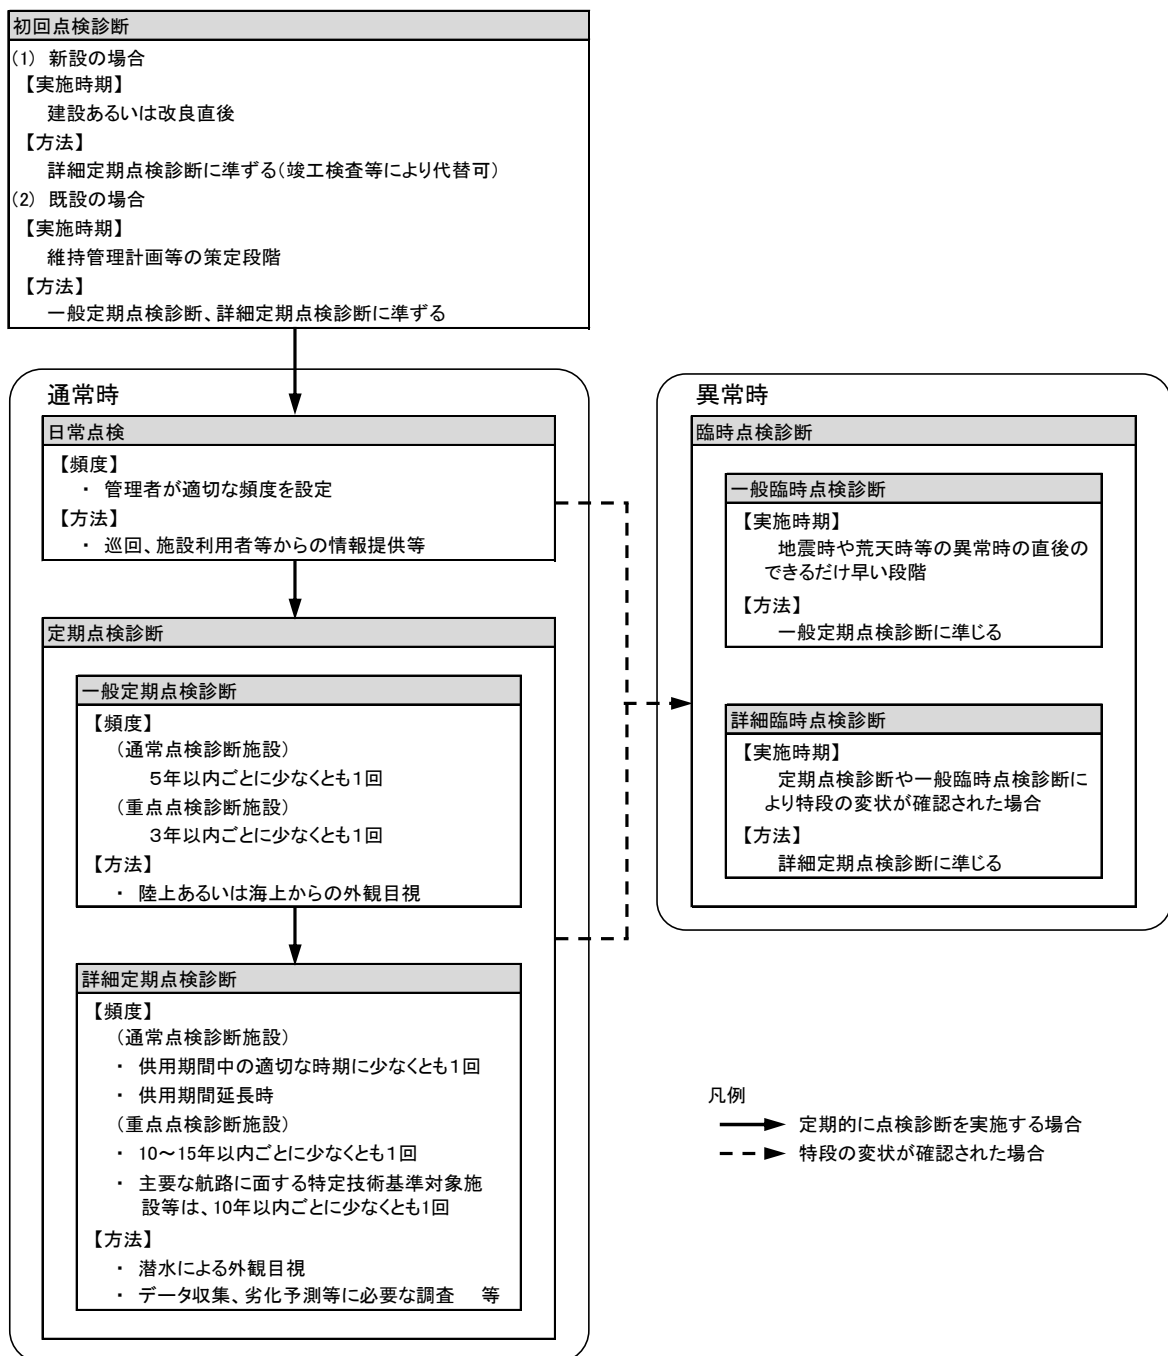 初回点検診断
(1) 新設の場合
【実施時期】
建設あるいは改良直後
【方法】
詳細定期点検診断に準ずる(竣工検査等により代替可)
(2) 既設の場合
【実施時期】
維持管理計画等の策定段階
【方法】
一般定期点検診断、詳細定期点検診断に準ずる
通常時
日常点検
【頻度】
・ 管理者が適切な頻度を設定
【方法】
・ 巡回、施設利用者等からの情報提供等
定期点検診断
一般定期点検診断
【頻度】
(通常点検診断施設)
5年以内ごとに少なくとも1回
(重点点検診断施設)
3年以内ごとに少なくとも1回
【方法】
・ 陸上あるいは海上からの外観目視
詳細定期点検診断
【頻度】
(通常点検診断施設)
・ 供用期間中の適切な時期に少なくとも1回
・ 供用期間延長時
(重点点検診断施設)
・ 10~15年以内ごとに少なくとも1回
・ 主要な航路に面する特定技術基準対象施
設等は、10年以内ごとに少なくとも1回
【方法】
・ 潜水による外観目視
・ データ収集、劣化予測等に必要な調査 等
異常時
臨時点検診断
一般臨時点検診断
【実施時期】
地震時や荒天時等の異常時の直後の
できるだけ早い段階
【方法】
一般定期点検診断に準じる
詳細臨時点検診断
【実施時期】
定期点検診断や一般臨時点検診断に
より特段の変状が確認された場合
【方法】
詳細定期点検診断に準じる
凡例
定期的に点検診断を実施する場合
特段の変状が確認された場合